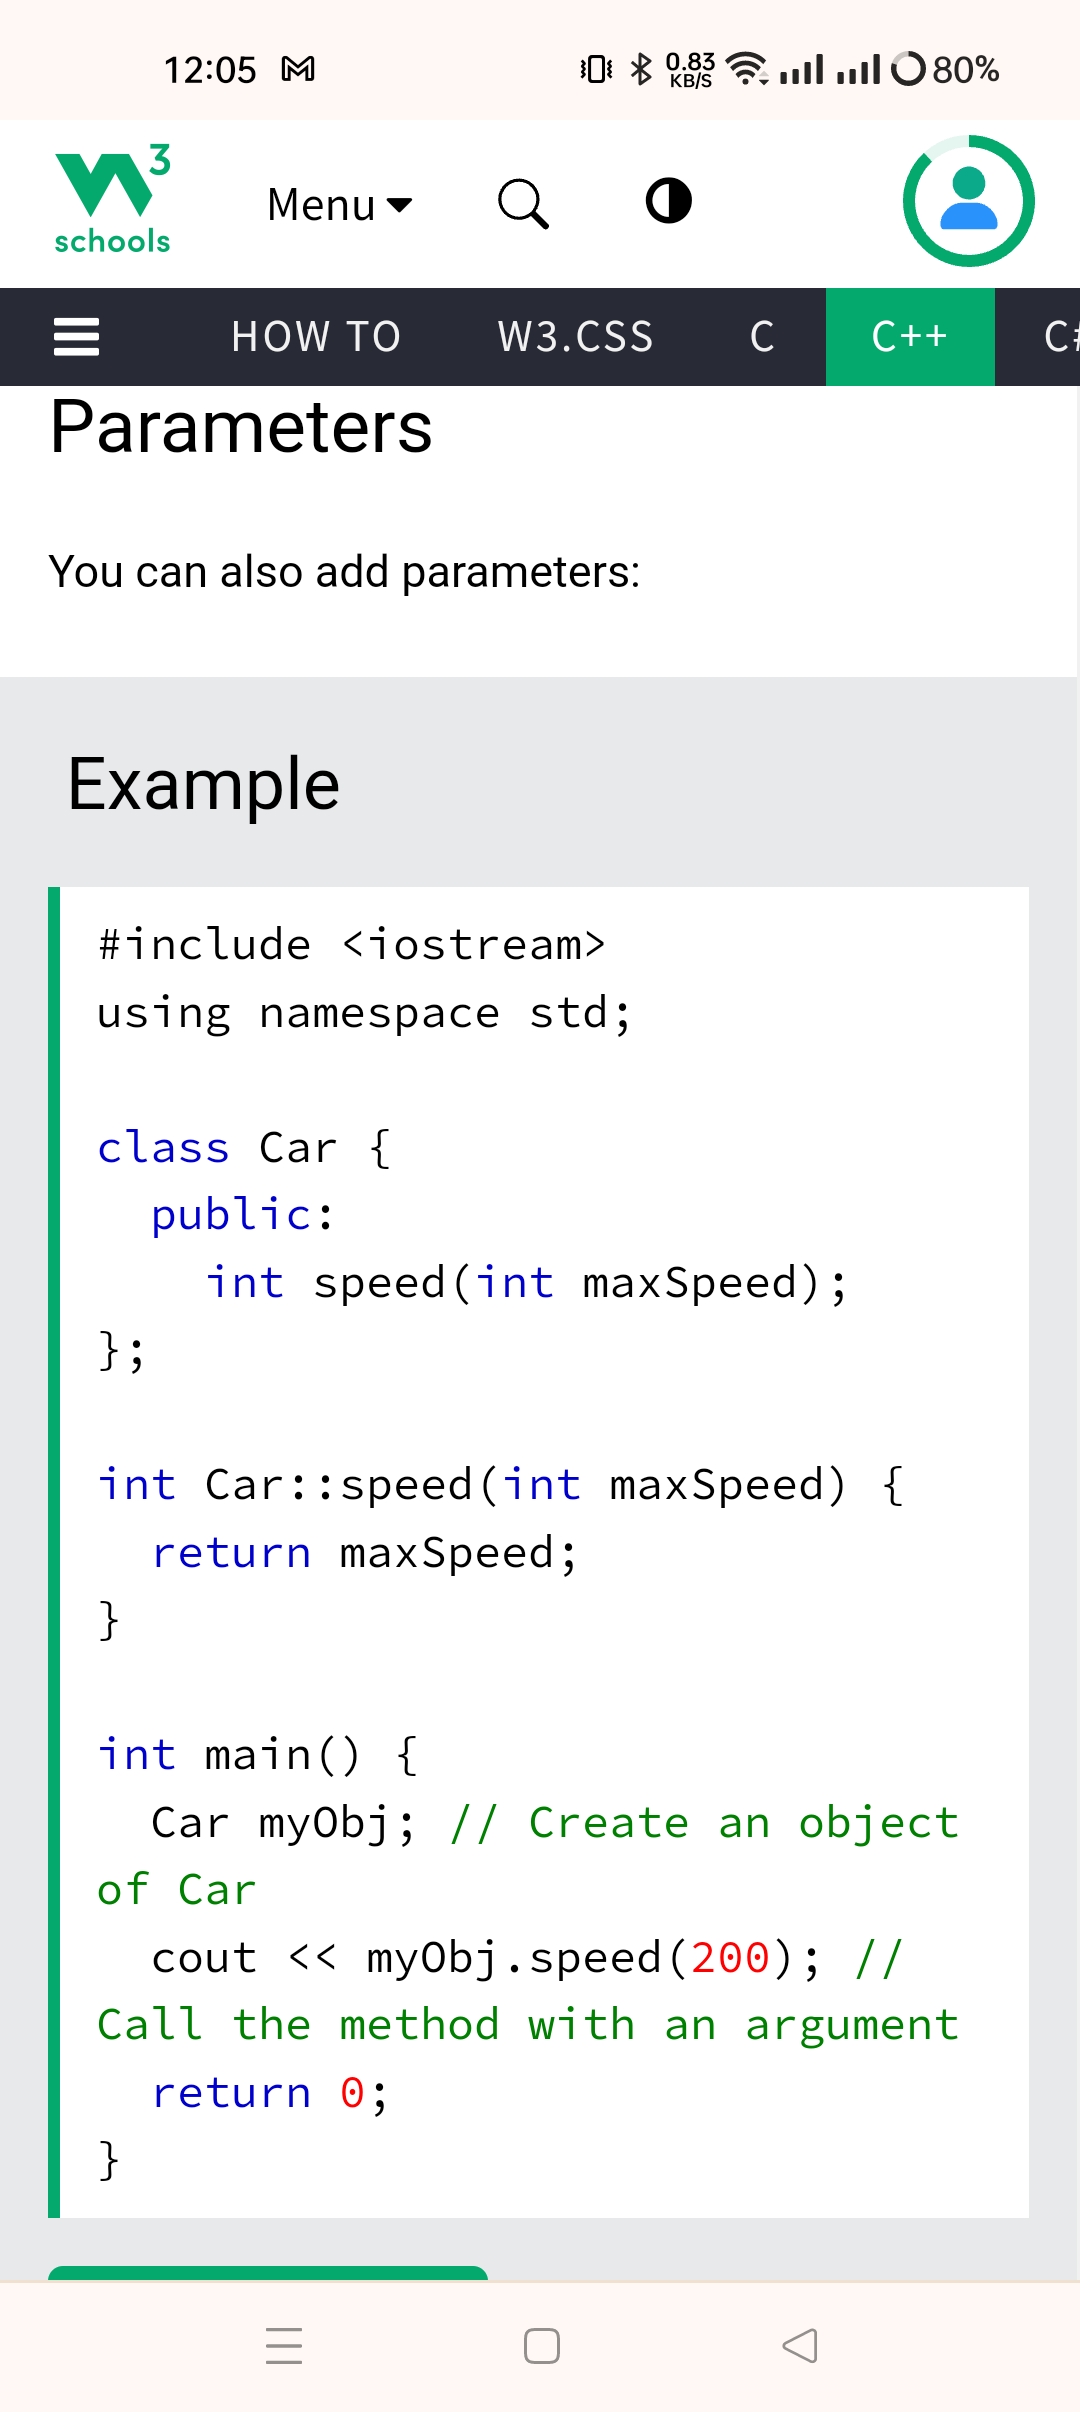 12:05 0.83 KB/S 80%
W3 schools Menu
HOW TO W3.CSS C C++ C#
Parameters
You can also add parameters:
Example
#include <iostream>
using namespace std;
class Car {
  public:
    int speed(int maxSpeed);
};
int Car::speed(int maxSpeed) {
  return maxSpeed;
}
int main() {
  Car myObj; // Create an object
of Car
  cout << myObj.speed(200); //
Call the method with an argument
  return 0;
}